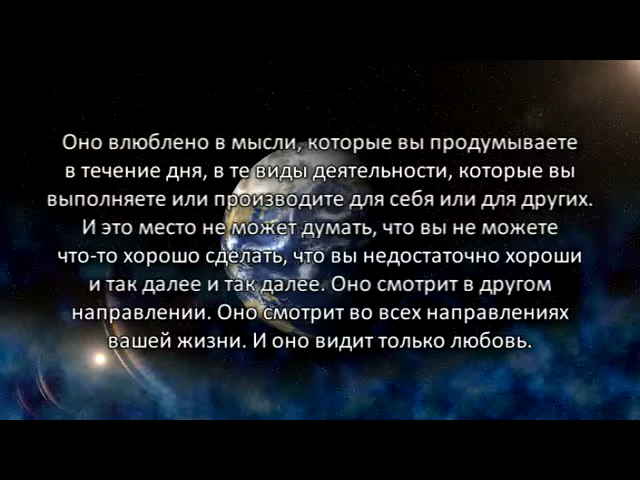 Оно влюблено в мысли, которые вы продумываете
в течение дня, в те виды деятельности, которые вы
выполняете или производите для себя или для других.
И это место не может думать, что вы не можете
что-то хорошо сделать, что вы недостаточно хороши
и так далее и так далее. Оно смотрит в другом
направлении. Оно смотрит во всех направлениях
вашей жизни. И оно видит только любовь.